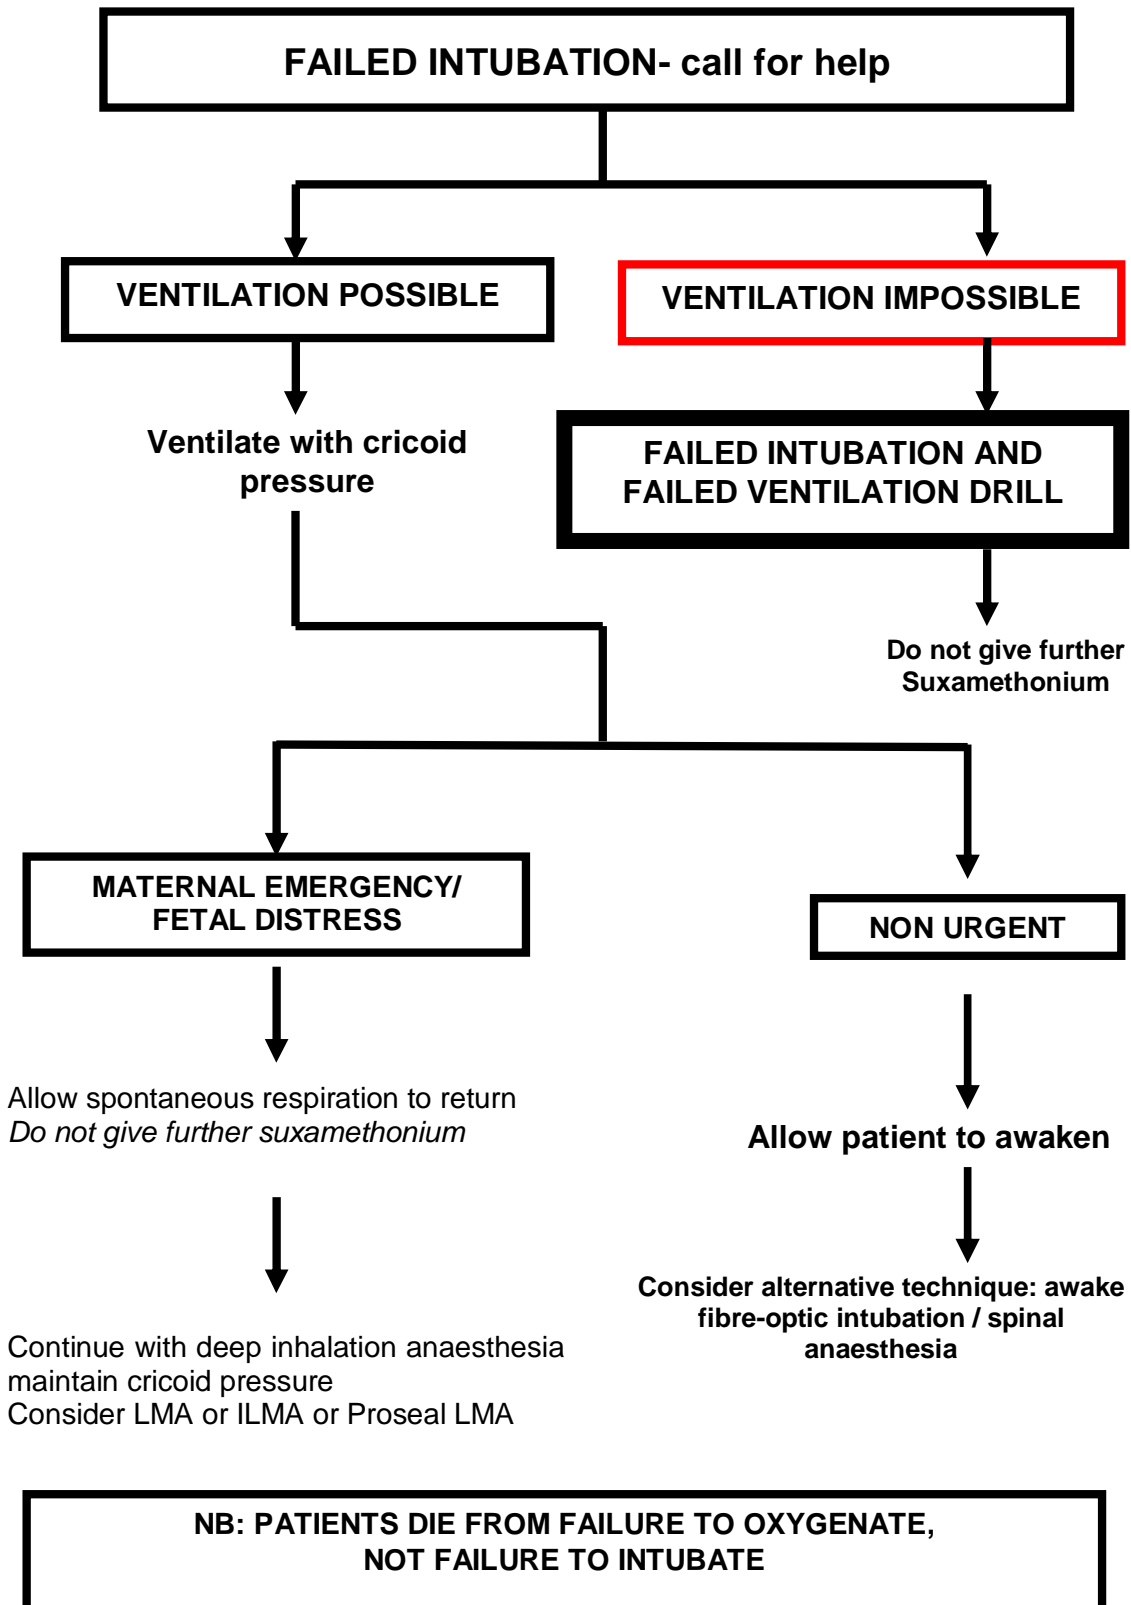 FAILED INTUBATION- call for help
VENTILATION POSSIBLE
VENTILATION IMPOSSIBLE
Ventilate with cricoid
pressure
FAILED INTUBATION AND
FAILED VENTILATION DRILL
Do not give further
Suxamethonium
MATERNAL EMERGENCY/
FETAL DISTRESS
NON URGENT
Allow spontaneous respiration to return
Do not give further suxamethonium
Allow patient to awaken
Consider alternative technique: awake
fibre-optic intubation / spinal
anaesthesia
Continue with deep inhalation anaesthesia
maintain cricoid pressure
Consider LMA or ILMA or Proseal LMA
NB: PATIENTS DIE FROM FAILURE TO OXYGENATE,
NOT FAILURE TO INTUBATE